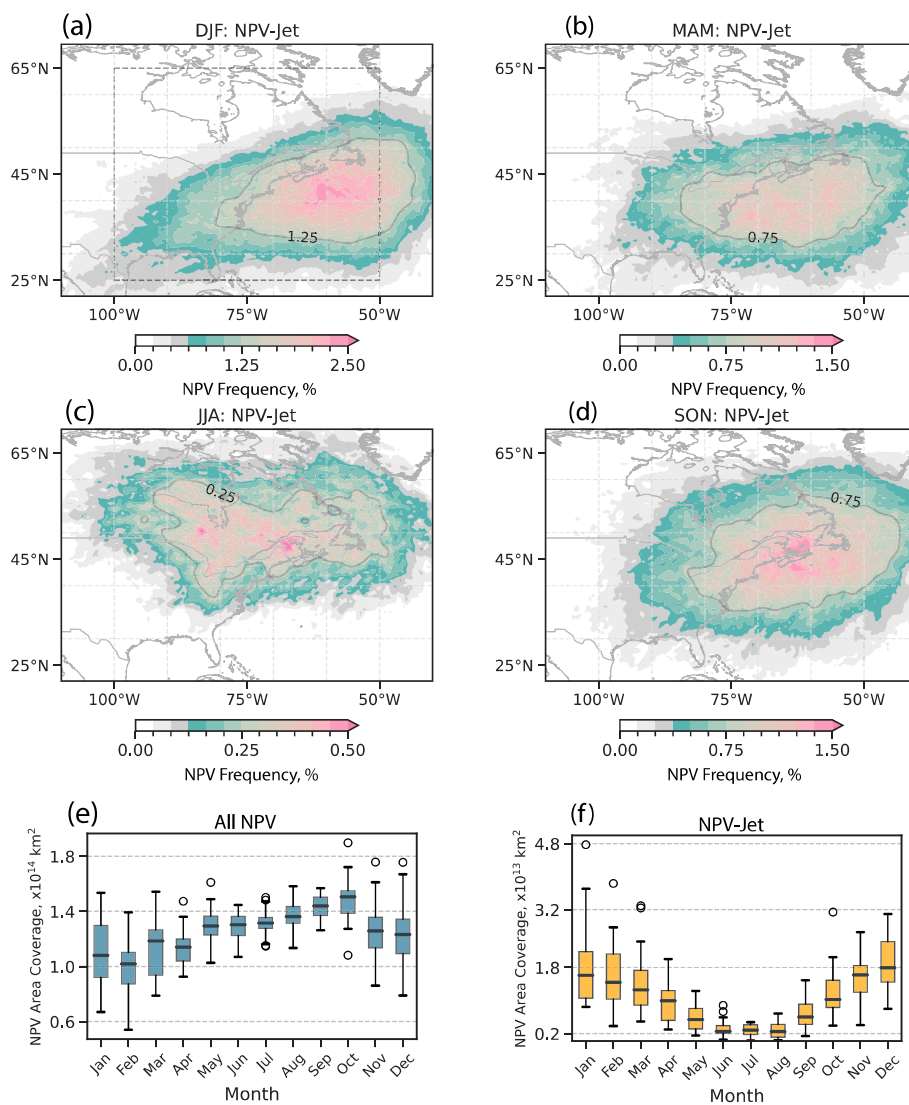 (a)
DJF: NPV-Jet
65°N
45°N
25°N
1.25
100°W 75°W 50°W
0.00 1.25 2.50
NPV Frequency, %
(b)
MAM: NPV-Jet
65°N
45°N
25°N
0.75
100°W 75°W 50°W
0.00 0.75 1.50
NPV Frequency, %
(c)
JJA: NPV-Jet
65°N
45°N
25°N
0.25
100°W 75°W 50°W
0.00 0.25 0.50
NPV Frequency, %
(d)
SON: NPV-Jet
65°N
45°N
25°N
0.75
100°W 75°W 50°W
0.00 0.75 1.50
NPV Frequency, %
(e)
All NPV
NPV Area Coverage, x10¹⁴ km²
1.8
1.4
1.0
0.6
Jan Feb Mar Apr May Jun Jul Aug Sep Oct Nov Dec
Month
(f)
NPV-Jet
NPV Area Coverage, x10¹³ km²
4.8
3.2
1.8
0.2
Jan Feb Mar Apr May Jun Jul Aug Sep Oct Nov Dec
Month